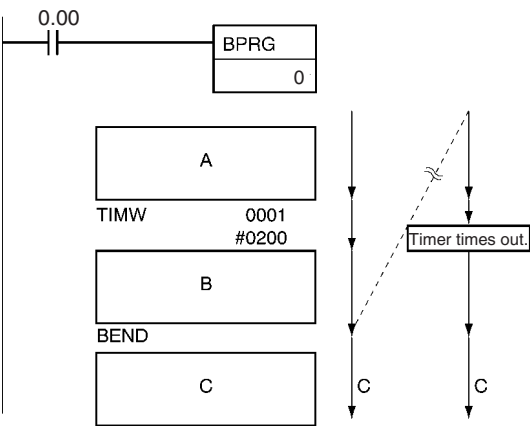 0.00
BPRG
0
A
TIMW 0001
#0200
Timer times out.
B
BEND
C
C
C